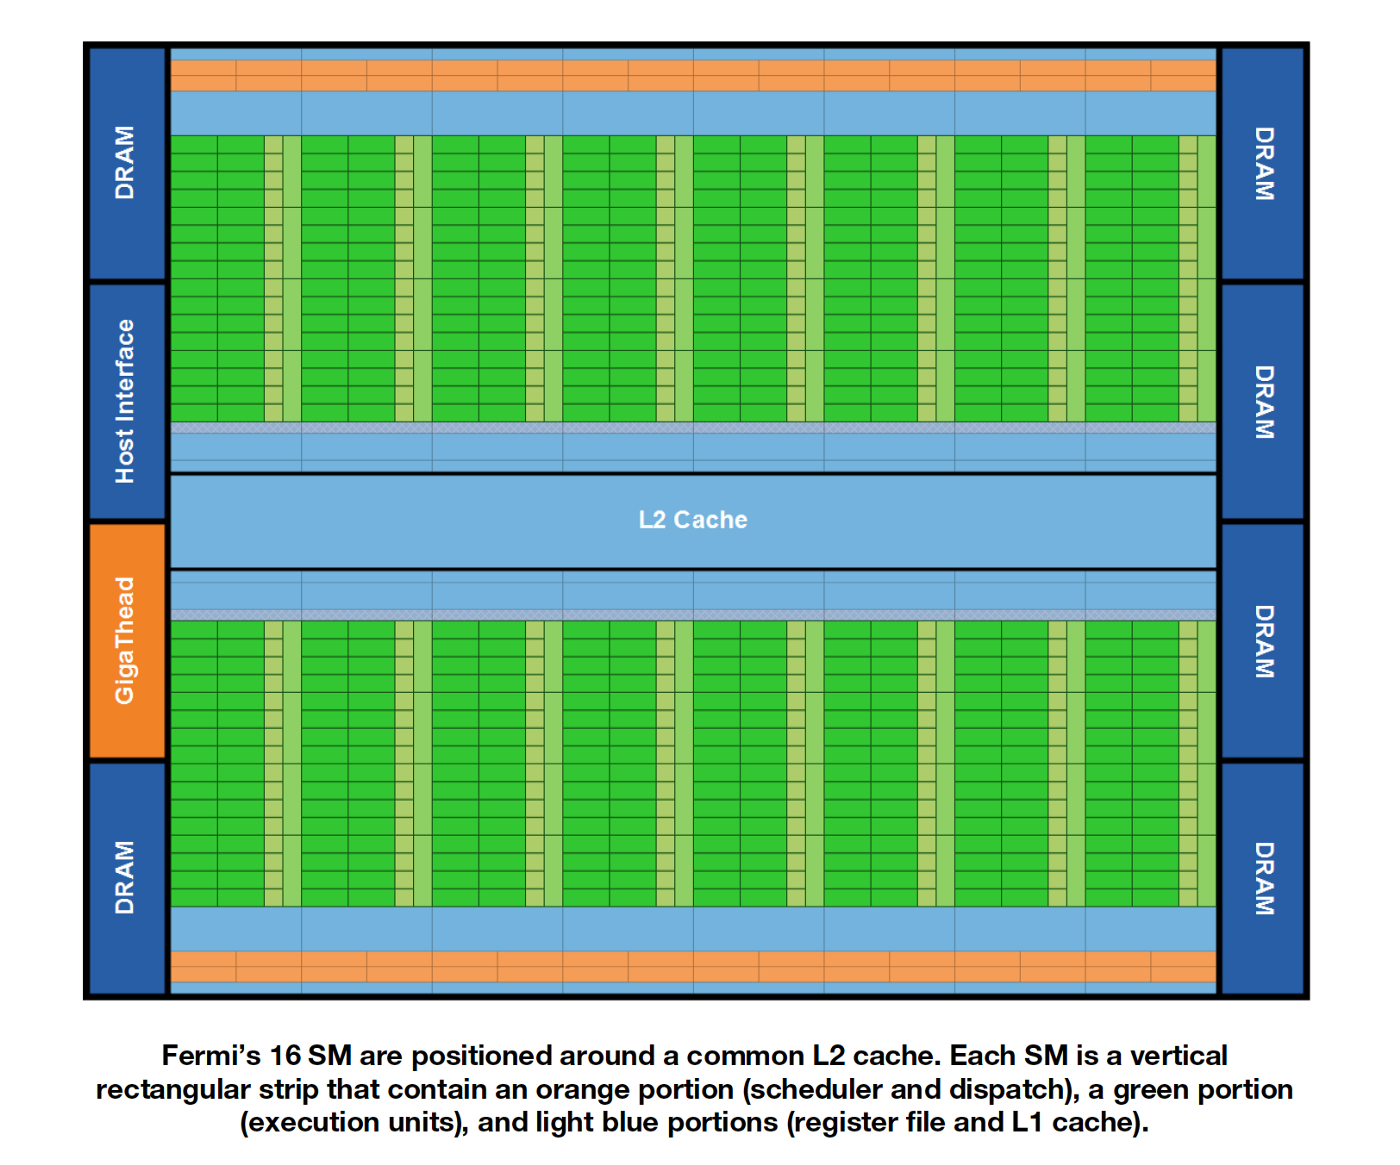 DRAM
Host Interface
GigaThead
DRAM
L2 Cache
DRAM
DRAM
DRAM
DRAM
Fermi’s 16 SM are positioned around a common L2 cache. Each SM is a vertical
rectangular strip that contain an orange portion (scheduler and dispatch), a green portion
(execution units), and light blue portions (register file and L1 cache).